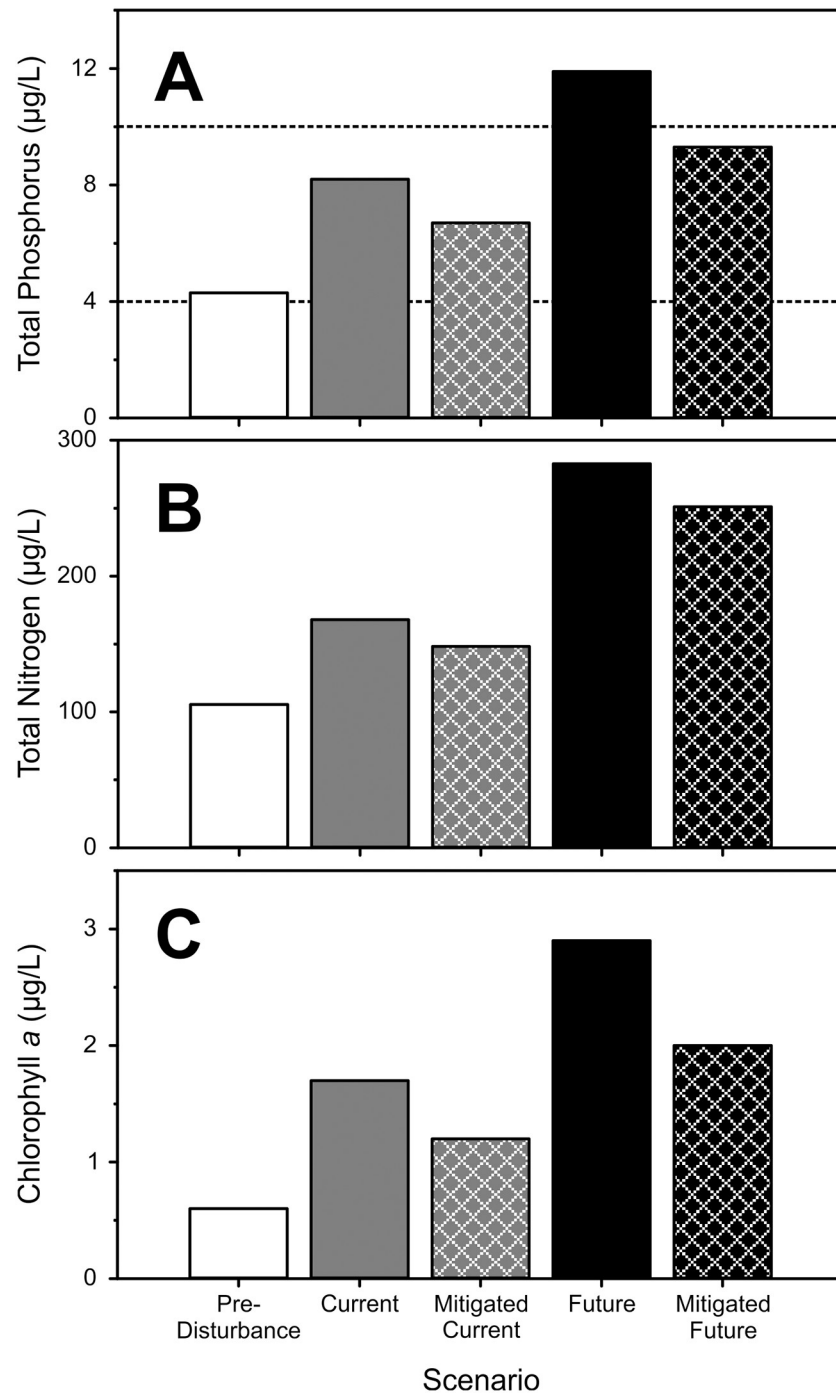 A
Total Phosphorus (µg/L)
12
8
4
0
B
Total Nitrogen (µg/L)
300
200
100
0
C
Chlorophyll a (µg/L)
3
2
1
0
Pre-
Disturbance
Current
Mitigated
Current
Future
Mitigated
Future
Scenario